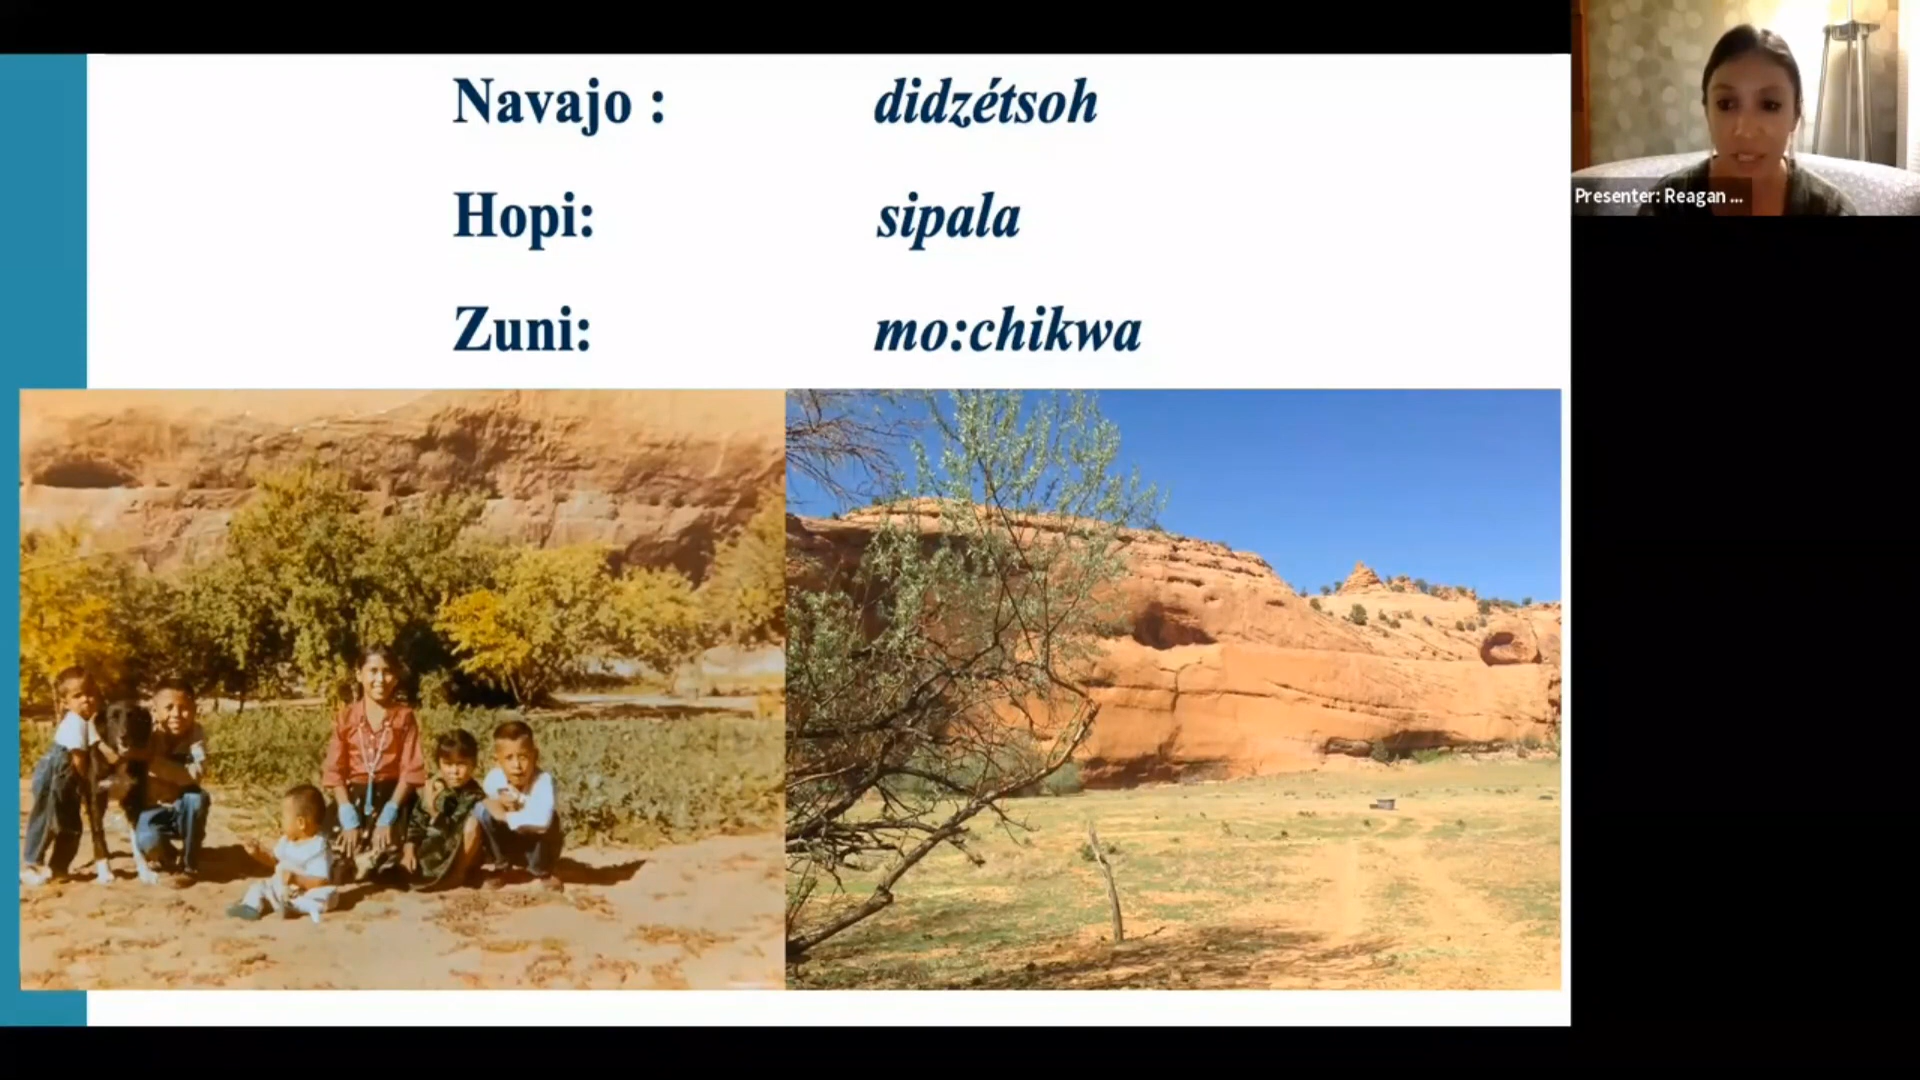 Navajo : didzétsoh
Hopi: sipala
Zuni: mo:chikwa
Presenter: Reagan ...